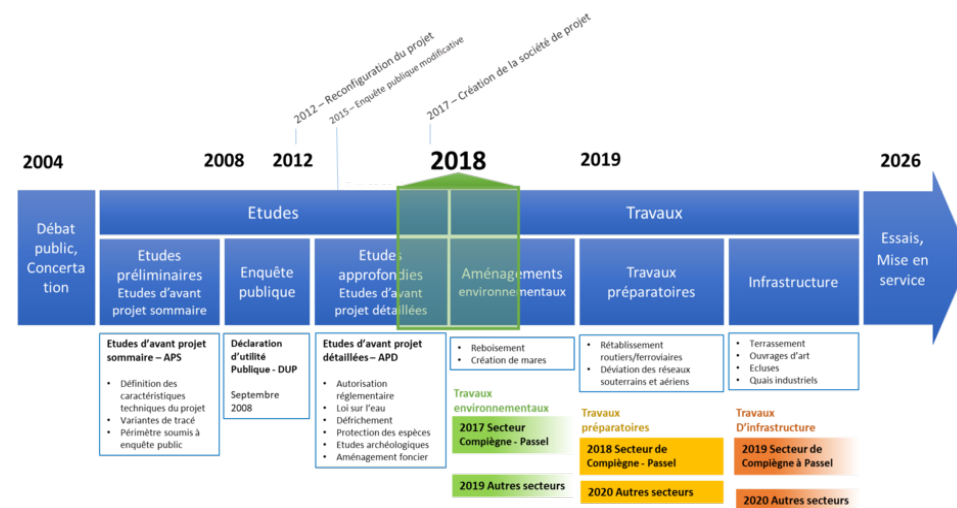 2012 – Reconfiguration du projet
2015 – Enquête publique modificative
2017 – Création de la société de projet
2004
2008
2012
2018
2019
2026
Débat
public,
Concerta
tion
Etudes
Travaux
Essais,
Mise en
service
Etudes
préliminaires
Etudes d'avant
projet sommaire
Enquête
publique
Etudes
approfondies
Etudes d'avant
projet détaillées
Aménagements
environnementaux
Travaux
préparatoires
Infrastructure
Etudes d'avant projet
sommaire – APS
• Définition des
caractéristiques
techniques du projet
• Variantes de tracé
• Périmètre soumis à
enquête public
Déclaration
d'utilité
Publique - DUP
Septembre
2008
Etudes d'avant projet
détaillées – APD
• Autorisation
réglementaire
• Loi sur l'eau
• Défrichement
• Protection des espèces
• Etudes archéologiques
• Aménagement foncier
• Reboisement
• Création de mares
• Rétablissement
routiers/ferroviaires
• Déviation des réseaux
souterrains et aériens
• Terrassement
• Ouvrages d'art
• Ecluses
• Quais industriels
Travaux
environnementaux
2017 Secteur
Compiègne - Passel
2019 Autres secteurs
Travaux
préparatoires
2018 Secteur de
Compiègne - Passel
2020 Autres secteurs
Travaux
D'infrastructure
2019 Secteur de
Compiègne à Passel
2020 Autres secteurs